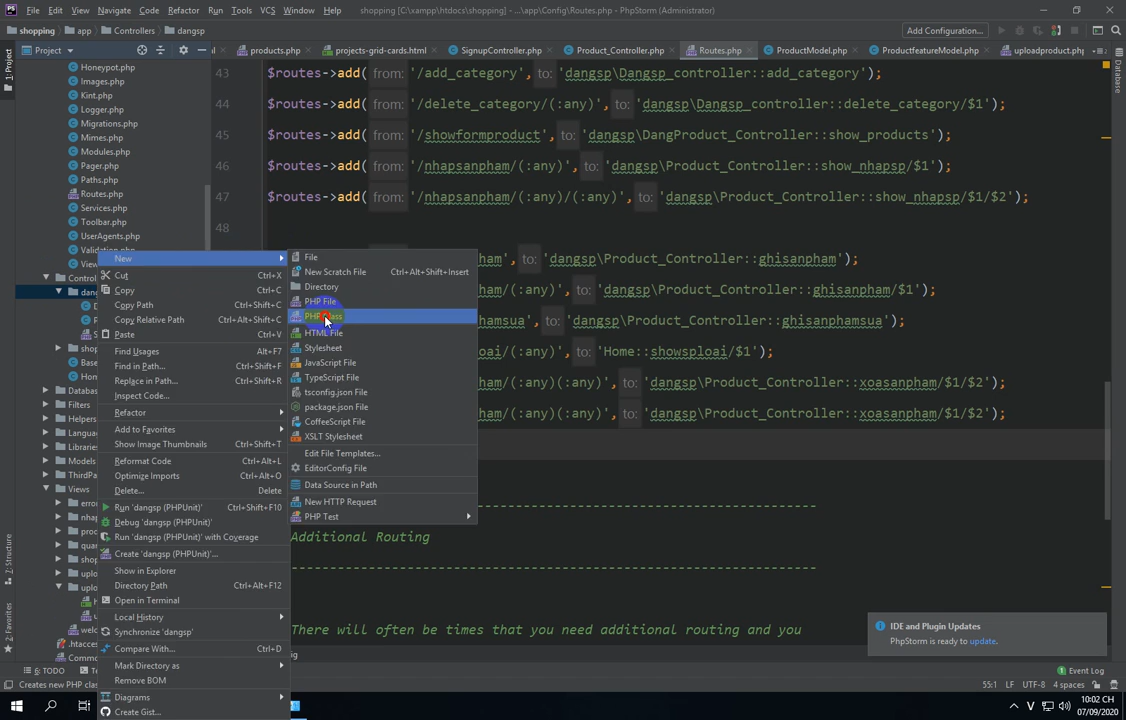 File Edit View Navigate Code Refactor Run Tools VCS Window Help shopping [C:\xampp\htdocs\shopping] - ...\app\Config\Routes.php - PhpStorm (Administrator)
shopping app Controllers dangsp Add Configuration...
Project products.php projects-grid-cards.html SignupController.php Product_Controller.php Routes.php ProductModel.php ProductfeatureModel.php uploadproduct.php
1: Project
Database
Honeypot.php
Images.php
Kint.php
Logger.php
Migrations.php
Mimes.php
Modules.php
Pager.php
Paths.php
Routes.php
Services.php
Toolbar.php
UserAgents.php
43 $routes->add( from: '/add_category', to: 'dangsp\Dangsp_controller::add_category');
44 $routes->add( from: '/delete_category/(:any)', to: 'dangsp\Dangsp_controller::delete_category/$1');
45 $routes->add( from: '/showformproduct', to: 'dangsp\DangProduct_Controller::show_products');
46 $routes->add( from: '/nhapsanpham/(:any)', to: 'dangsp\Product_Controller::show_nhapsp/$1');
47 $routes->add( from: '/nhapsanpham/(:any)/(:any)', to: 'dangsp\Product_Controller::show_nhapsp/$1/$2');
48
ham', to: 'dangsp\Product_Controller::ghisanpham');
ham/(:any)', to: 'dangsp\Product_Controller::ghisanpham/$1');
hamsua', to: 'dangsp\Product_Controller::ghisanphamsua');
oai/(:any)', to: 'Home::showsploai/$1');
ham/(:any)(:any)', to: 'dangsp\Product_Controller::xoasanpham/$1/$2');
ham/(:any)(:any)', to: 'dangsp\Product_Controller::xoasanpham/$1/$2');
Additional Routing
There will often be times that you need additional routing and you
New
Cut Ctrl+X
Copy Ctrl+C
Copy Path Ctrl+Shift+C
Copy Relative Path Ctrl+Alt+Shift+C
Paste Ctrl+V
Find Usages Alt+F7
Find in Path... Ctrl+Shift+F
Replace in Path...
Inspect Code...
Refactor
Add to Favorites
Show Image Thumbnails Ctrl+Shift+T
Reformat Code Ctrl+Alt+L
Optimize Imports Ctrl+Alt+O
Delete... Delete
Run 'dangsp (PHPUnit)' Ctrl+Shift+F10
Debug 'dangsp (PHPUnit)'
Run 'dangsp (PHPUnit)' with Coverage
Create 'dangsp (PHPUnit)'...
Show in Explorer
Directory Path Ctrl+Alt+F12
Open in Terminal
Local History
Synchronize 'dangsp'
Compare With... Ctrl+D
Mark Directory as
Remove BOM
Diagrams
Create Gist...
File
New Scratch File Ctrl+Alt+Shift+Insert
Directory
PHP File
PHP Class
HTML File
Stylesheet
JavaScript File
TypeScript File
tsconfig.json File
package.json File
CoffeeScript File
XSLT Stylesheet
Edit File Templates...
EditorConfig File
Data Source in Path
New HTTP Request
PHP Test
Filters
Helpers
Models
Views
7: Structure
2: Favorites
IDE and Plugin Updates
PhpStorm is ready to update.
6: TODO Event Log
55:1 LF UTF-8 4 spaces
10:02 CH
07/09/2020